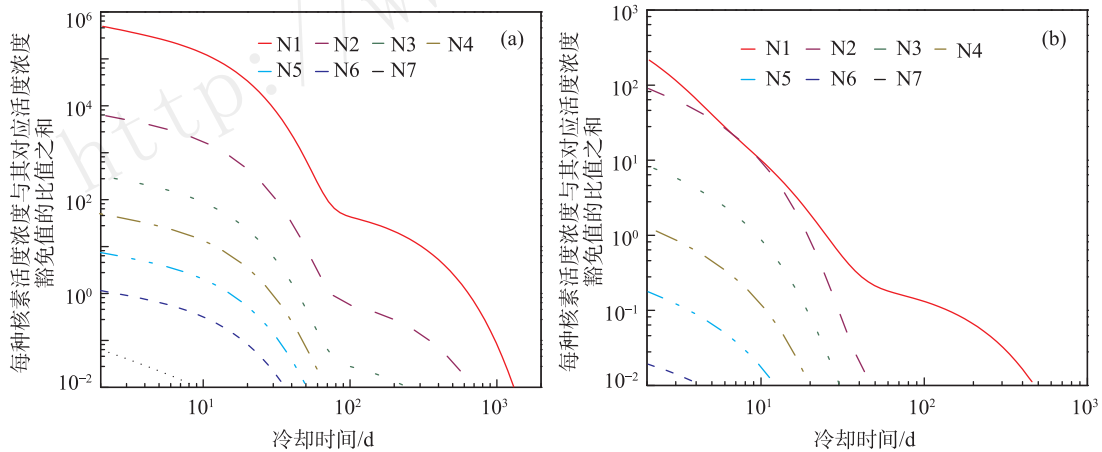 (a)
N1 N2 N3 N4
N5 N6 N7
10^6
10^4
10^2
10^0
10^-2
10^1 10^2 10^3
冷却时间/d
每种核素活度浓度与其对应活度浓度
豁免值的比值之和
http://w
(b)
N1 N2 N3 N4
N5 N6 N7
10^3
10^2
10^1
10^0
10^-1
10^-2
10^1 10^2 10^3
冷却时间/d
每种核素活度浓度与其对应活度浓度
豁免值的比值之和